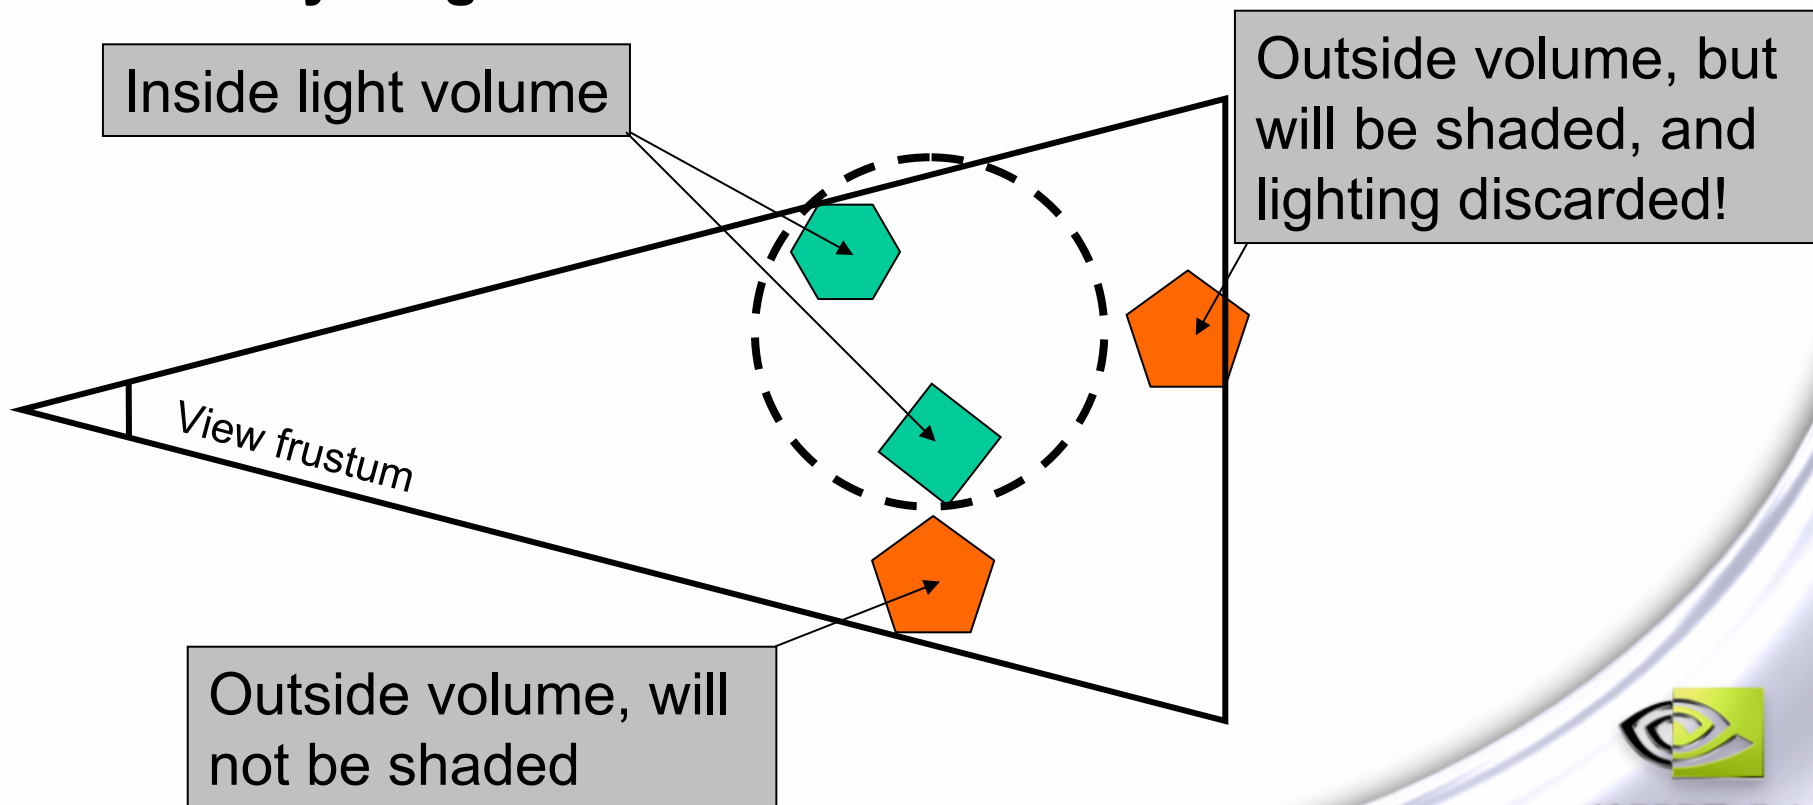 Inside light volume
Outside volume, but
will be shaded, and
lighting discarded!
View frustum
Outside volume, will
not be shaded